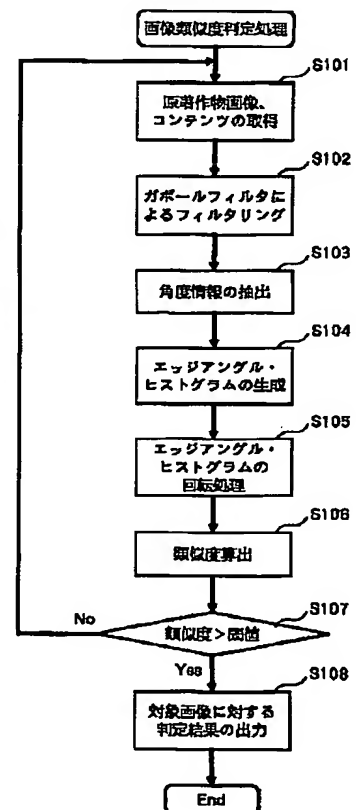 画像類似度判定処理
S101
原著作物画像、
コンテンツの取得
S102
ガボールフィルタに
よるフィルタリング
S103
角度情報の抽出
S104
エッジアングル・
ヒストグラムの生成
S105
エッジアングル・
ヒストグラムの
回転処理
S106
類似度算出
S107
No
類似度>閾値
Yes
S108
対象画像に対する
判定結果の出力
End